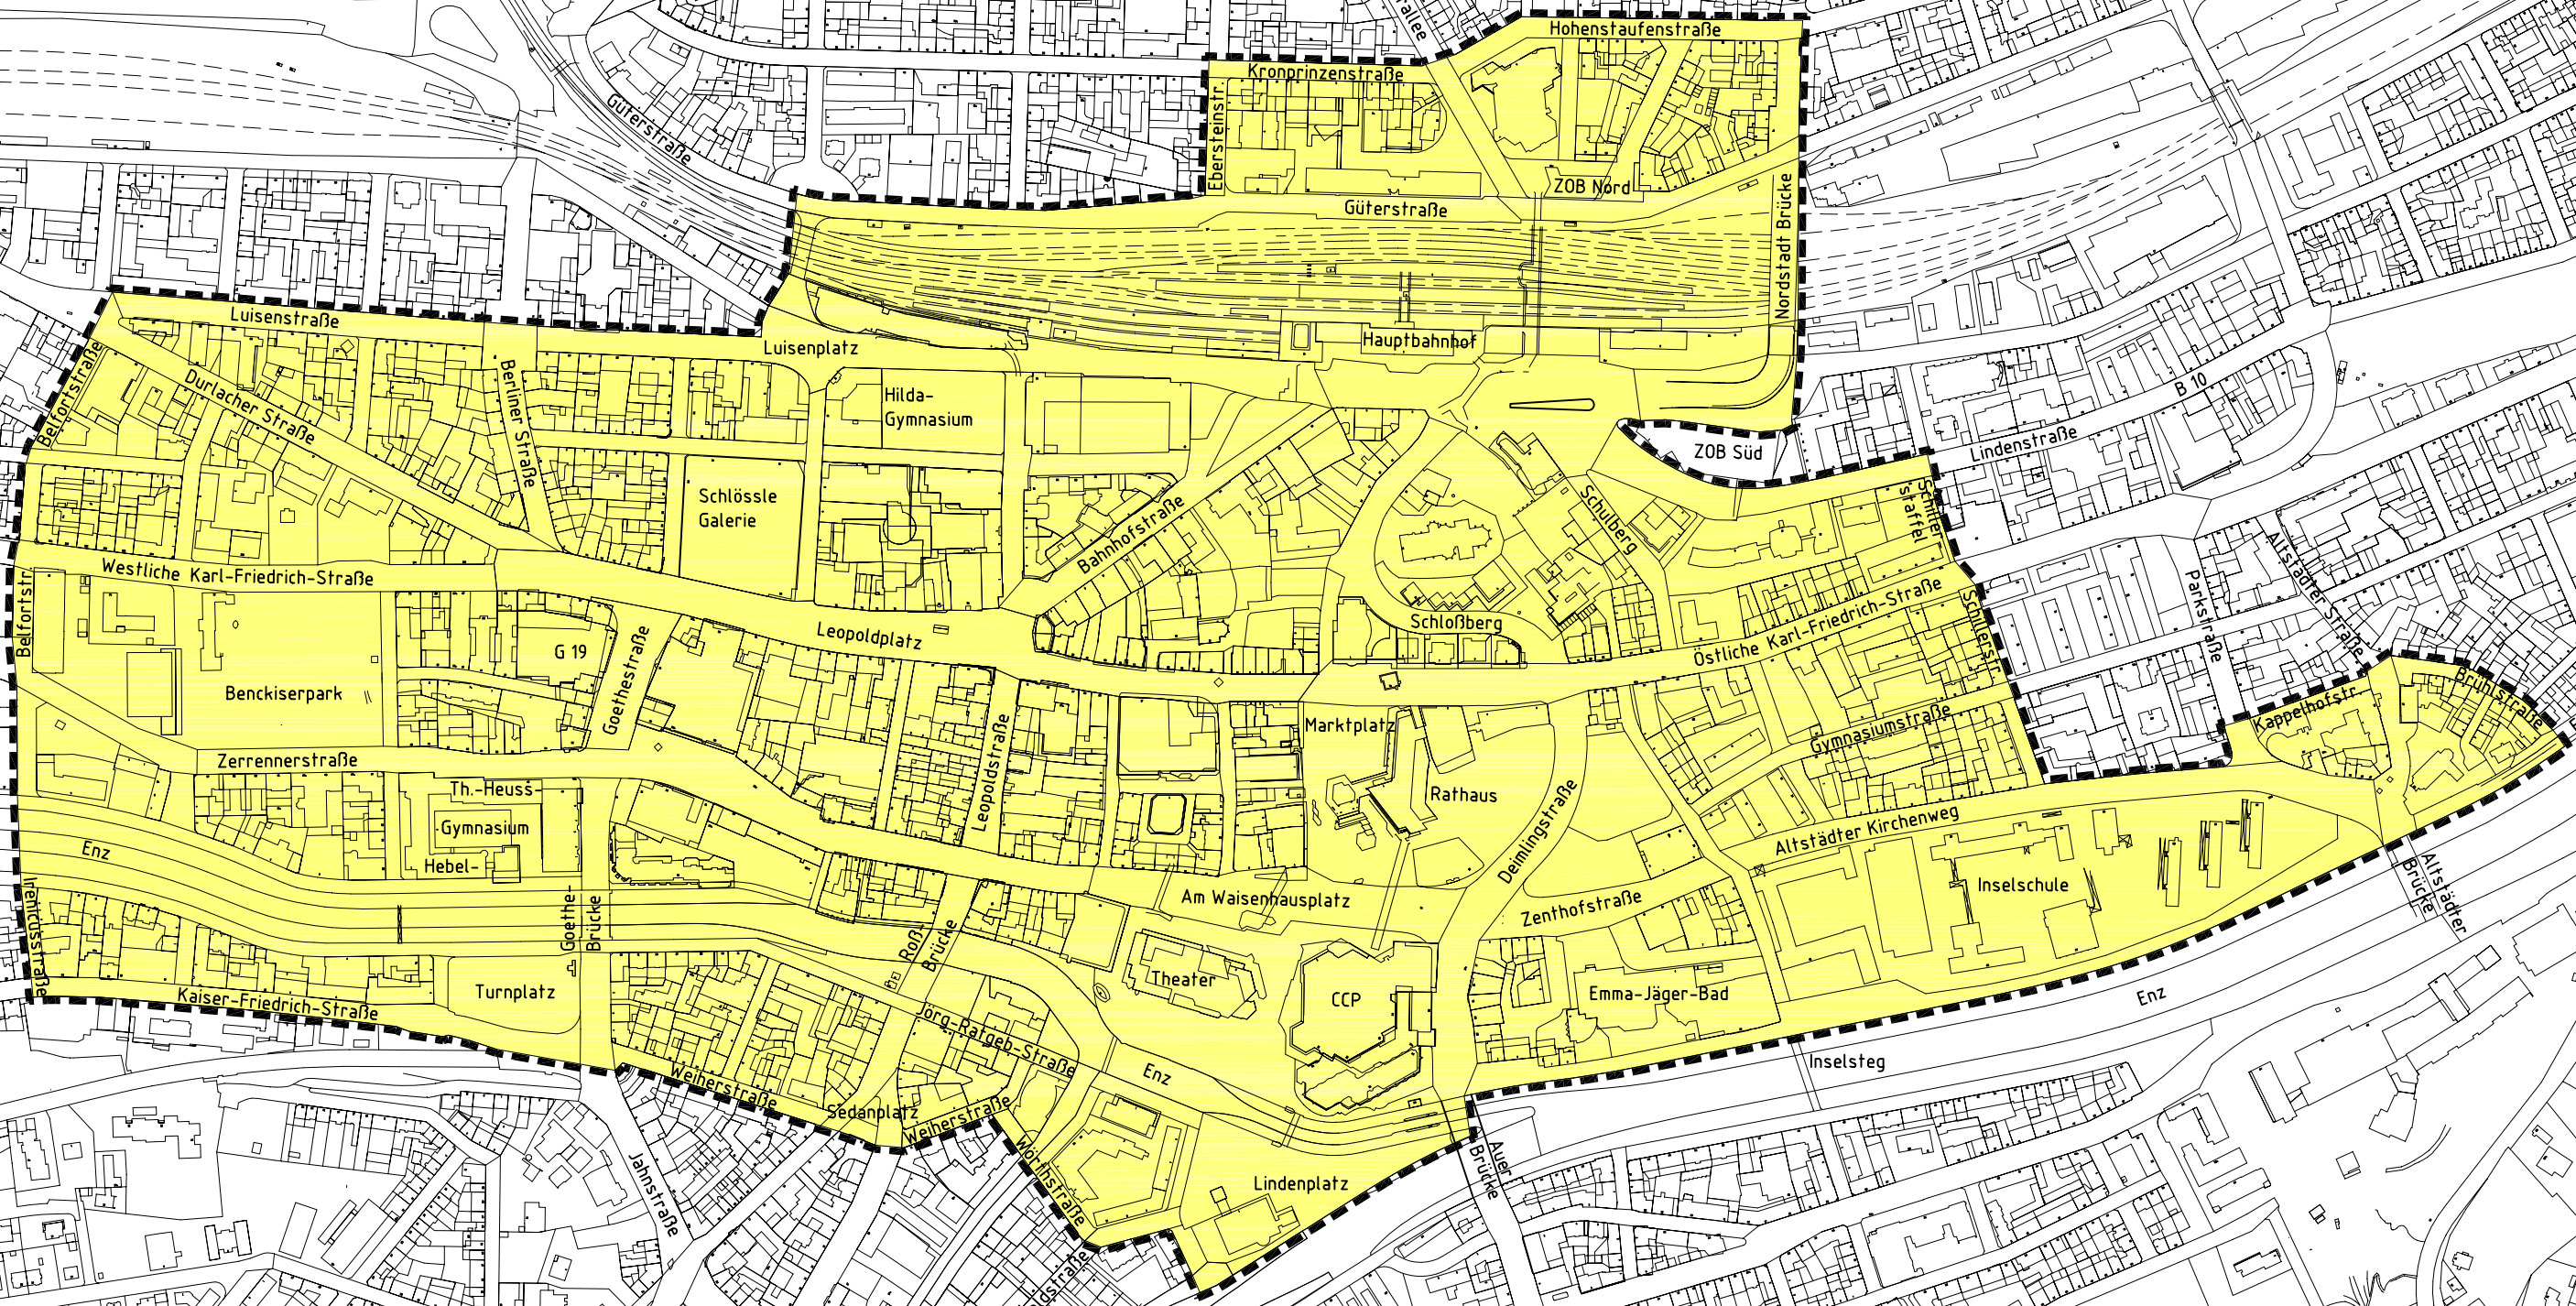 rallee
Hohenstaufenstraße
Kronprinzenstraße
Güterstraße
Ebersteinstr.
ZOB Nord
Güterstraße
Nordstadt Brücke
Luisenstraße
Hauptbahnhof
Luisenplatz
Belfortstraße
Durlacher Straße
Berliner Straße
Hilda-
Gymnasium
B 10
Lindenstraße
ZOB Süd
Schlössle
Galerie
Bahnhofstraße
Schulberg
Schiller-
staffel
Westliche Karl-Friedrich-Straße
Belfortstr.
Altstädter Straße
Parkstraße
Schloßberg
Östliche Karl-Friedrich-Straße
Schillerstr.
Leopoldplatz
G 19
Goethestraße
Benckiserpark
Leopoldstraße
Marktplatz
Gymnasiumstraße
Kappelhofstr.
Brühlstraße
Zerrennerstraße
Th.-Heuss-
Gymnasium
Hebel-
Rathaus
Deimlingstraße
Altstädter Kirchenweg
Enz
Inselschule
Altstädter
Brücke
Am Waisenhausplatz
Zenthofstraße
Goethe-
Brücke
Roß-
Brücke
Irenicusstraße
Theater
CCP
Emma-Jäger-Bad
Turnplatz
Kaiser-Friedrich-Straße
Jörg-Ratgeb-Straße
Enz
Enz
Inselsteg
Weiherstraße
Sedanplatz
Weiherstraße
Wörthstraße
Jahnstraße
Lindenplatz
Auer
Brücke
dstraße